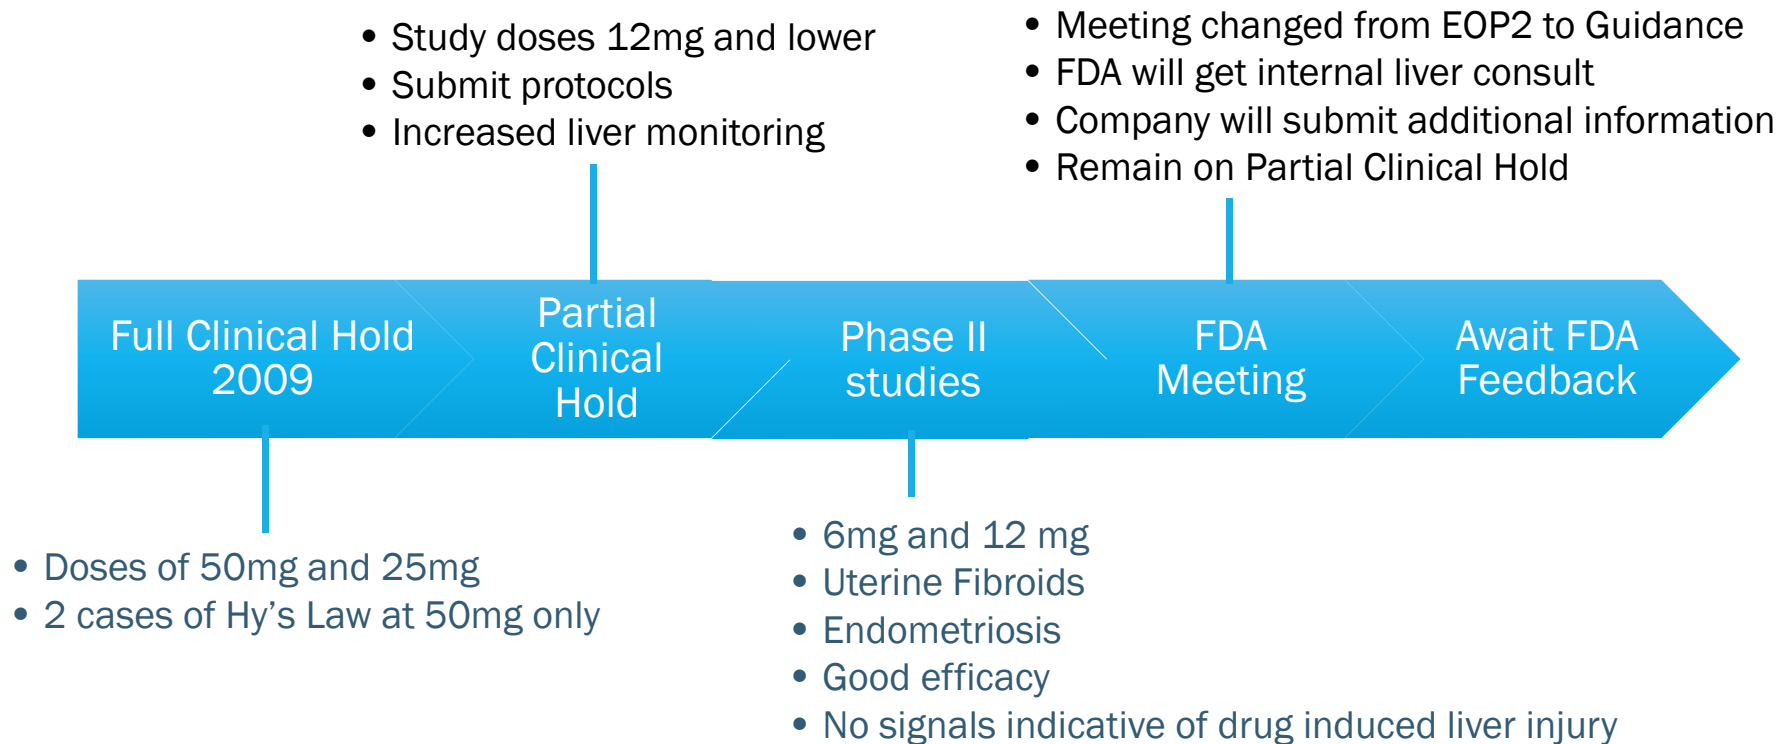 • Study doses 12mg and lower
• Submit protocols
• Increased liver monitoring
• Meeting changed from EOP2 to Guidance
• FDA will get internal liver consult
• Company will submit additional information
• Remain on Partial Clinical Hold
Full Clinical Hold
2009
Partial
Clinical
Hold
Phase II
studies
FDA
Meeting
Await FDA
Feedback
• Doses of 50mg and 25mg
• 2 cases of Hy’s Law at 50mg only
• 6mg and 12 mg
• Uterine Fibroids
• Endometriosis
• Good efficacy
• No signals indicative of drug induced liver injury